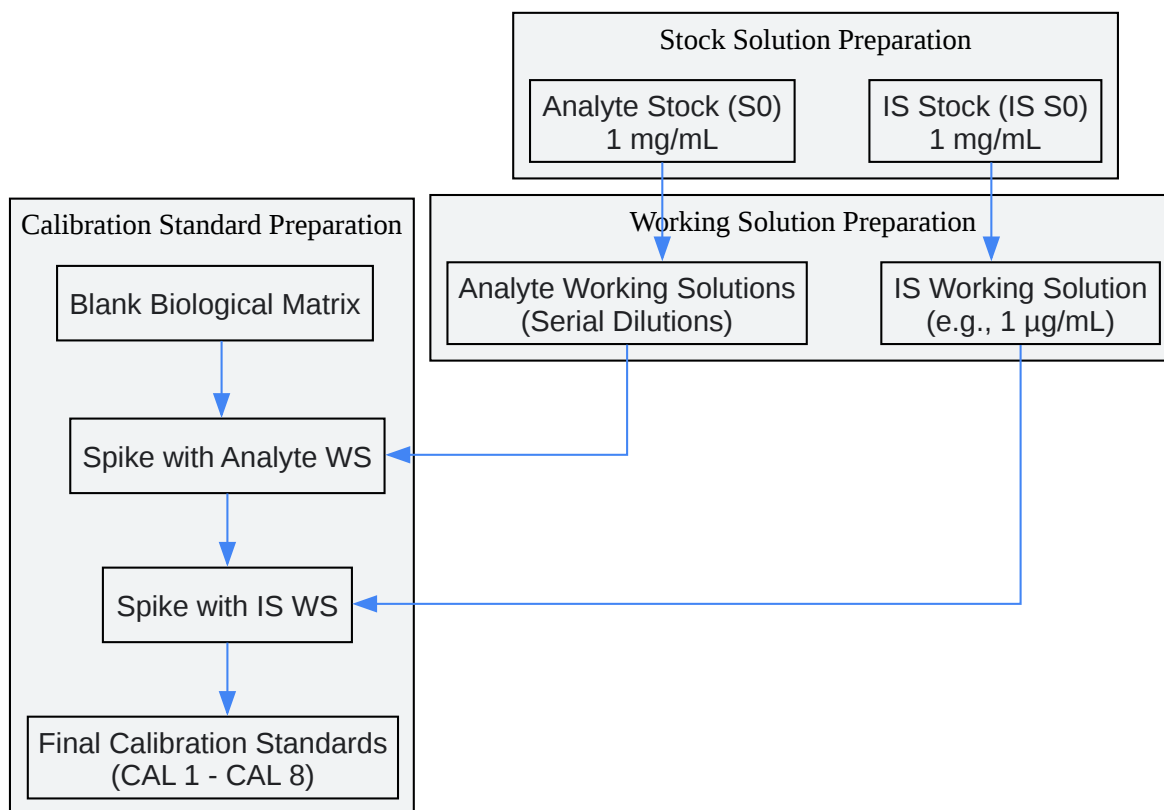 Stock Solution Preparation
Analyte Stock (S0)
1 mg/mL
IS Stock (IS S0)
1 mg/mL
Working Solution Preparation
Analyte Working Solutions
(Serial Dilutions)
IS Working Solution
(e.g., 1 µg/mL)
Calibration Standard Preparation
Blank Biological Matrix
Spike with Analyte WS
Spike with IS WS
Final Calibration Standards
(CAL 1 - CAL 8)